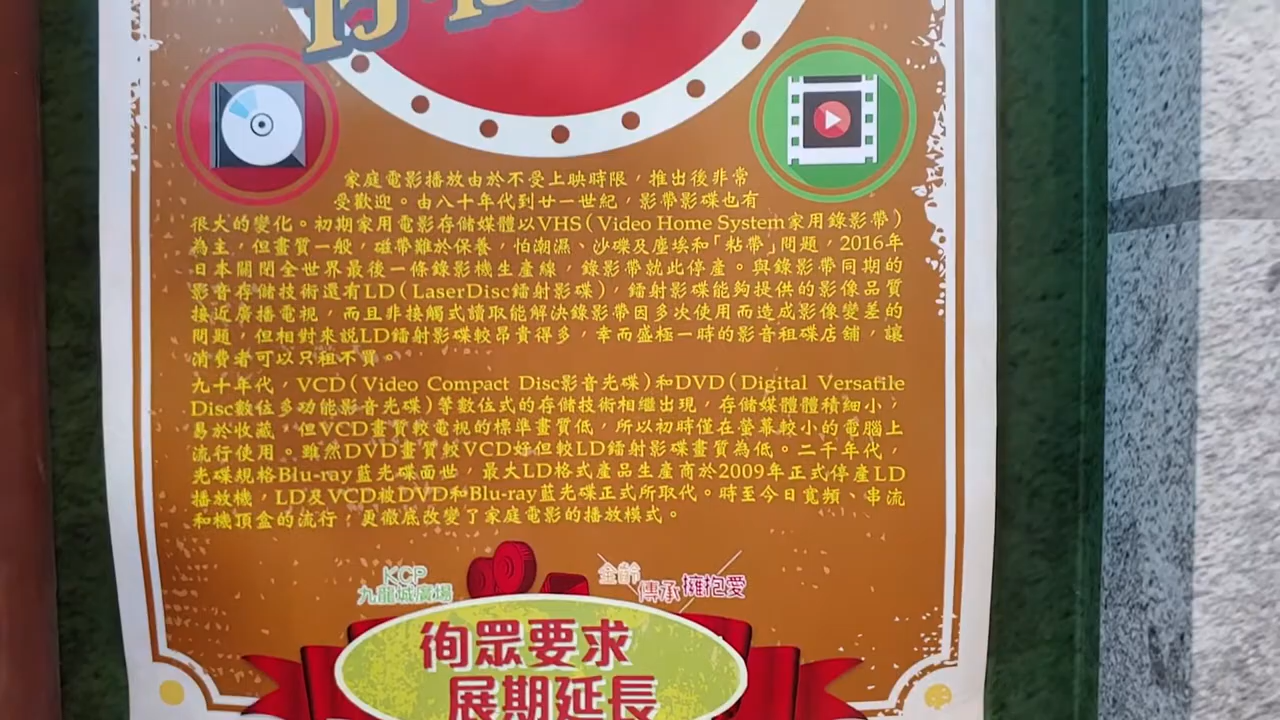 家庭電影播放由於不受上映時限，推出後非常
受歡迎。由八十年代到廿一世紀，影帶影碟也有
很大的變化。初期家用電影存儲媒體以VHS（Video Home System家用錄影帶）
為主，但畫質一般，磁帶難於保養，怕潮濕、沙礫及塵埃和「粘帶」問題，2016年
日本關閉全世界最後一條錄影機生產線，錄影帶就此停產。與錄影帶同期的
影音存儲技術還有LD（LaserDisc鐳射影碟），鐳射影碟能夠提供的影像品質
接近廣播電視，而且非接觸式讀取能解決錄影帶因多次使用而造成影像變差的
問題，但相對來說LD鐳射影碟較昂貴得多，幸而盛極一時的影音租碟店舖，讓
消費者可以只租不買。
九十年代，VCD（Video Compact Disc影音光碟）和DVD（Digital Versatile
Disc數位多功能影音光碟）等數位式的存儲技術相繼出現，存儲媒體體積細小，
易於收藏，但VCD畫質較電視的標準畫質低，所以初時僅在螢幕較小的電腦上
流行使用。雖然DVD畫質較VCD好但較LD鐳射影碟畫質為低。二千年代，
光碟規格Blu-ray藍光碟面世，最大LD格式產品生產商於2009年正式停產LD
播放機，LD及VCD被DVD和Blu-ray藍光碟正式所取代。時至今日寬頻、串流
和機頂盒的流行，更徹底改變了家庭電影的播放模式。
KCP
九龍城廣場
金齡
傳承 擁抱愛
徇眾要求
展期延長